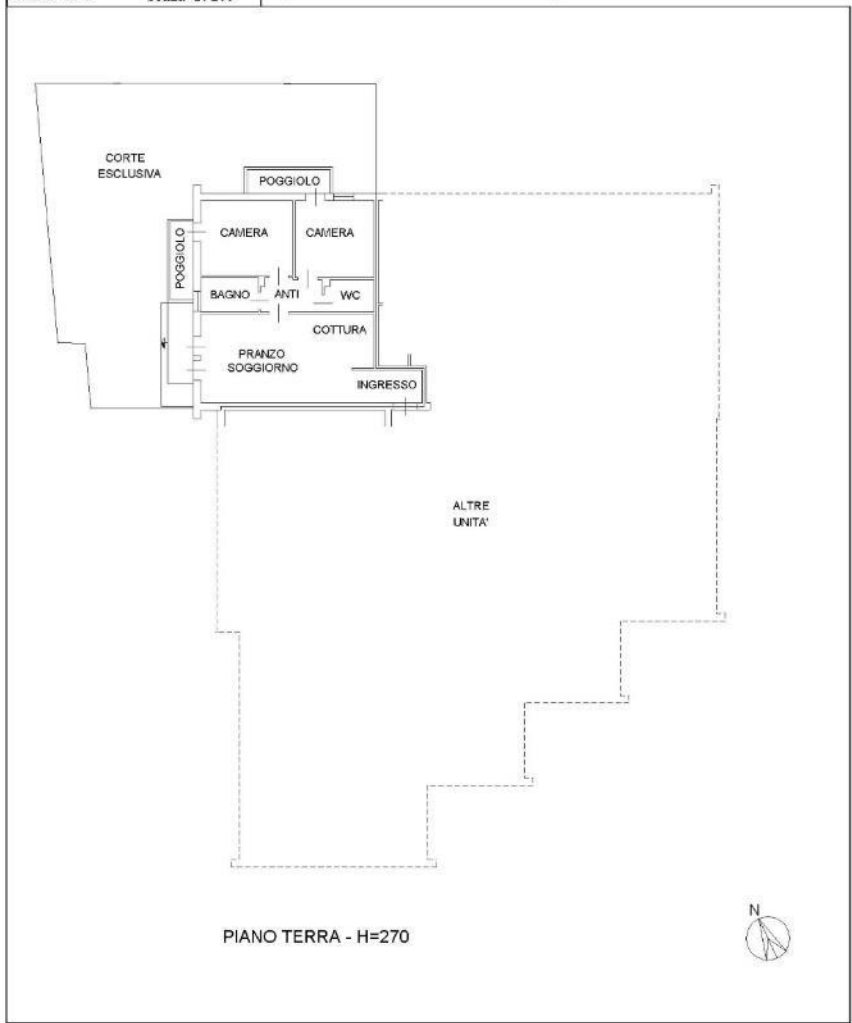 CORTE
ESCLUSIVA
POGGIOLO
POGGIOLO
CAMERA
CAMERA
BAGNO
ANTI
WC
COTTURA
PRANZO
SOGGIORNO
INGRESSO
ALTRE
UNITA'
PIANO TERRA - H=270
N